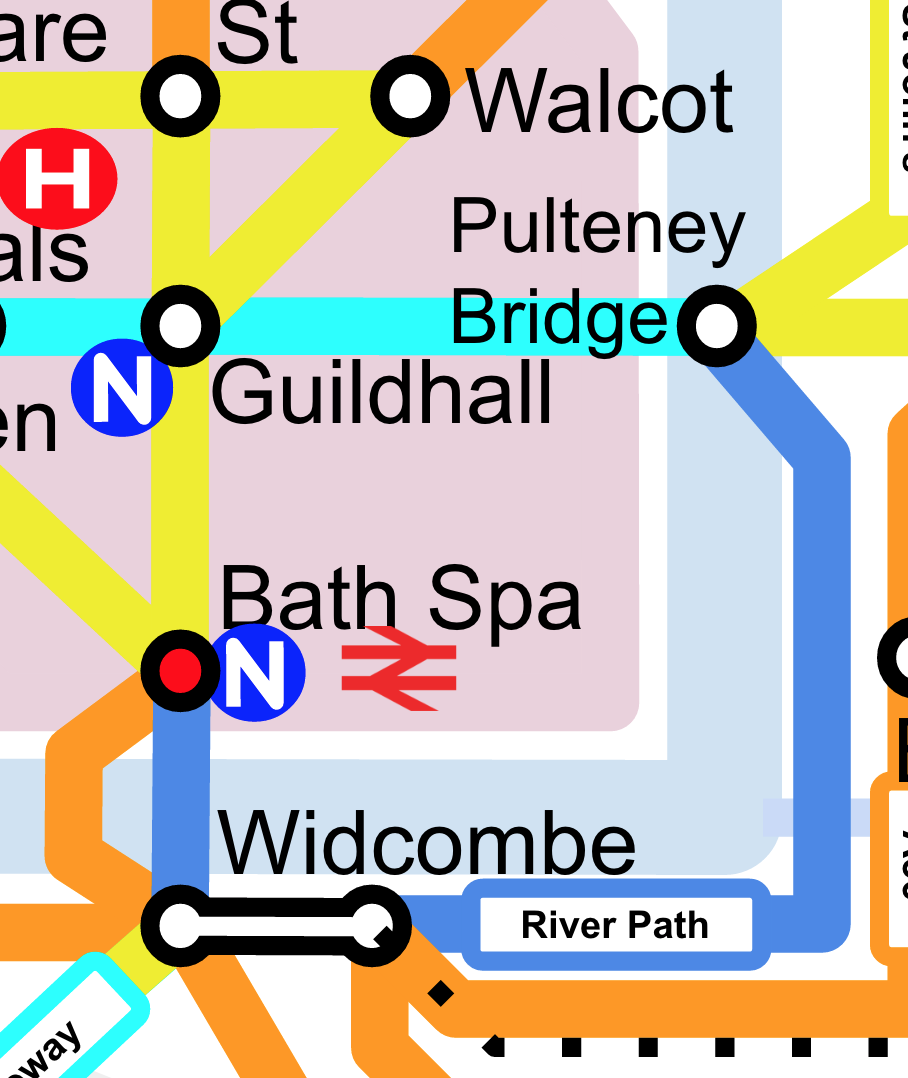 St
Walcot
H
Pulteney
Bridge
N
Guildhall
Bath Spa
N
Widcombe
River Path